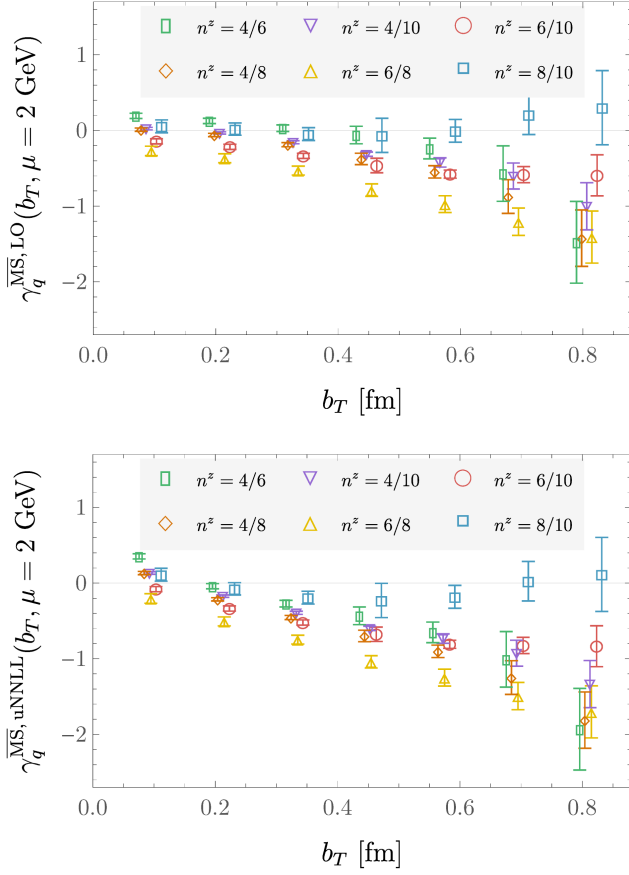 1
0
−1
−2
n^z = 4/6
n^z = 4/10
n^z = 6/10
n^z = 4/8
n^z = 6/8
n^z = 8/10
γ_q^{\overline{MS}, LO}(b_T, μ = 2 GeV)
0.0
0.2
0.4
0.6
0.8
b_T [fm]
1
0
−1
−2
n^z = 4/6
n^z = 4/10
n^z = 6/10
n^z = 4/8
n^z = 6/8
n^z = 8/10
γ_q^{\overline{MS}, uNNLL}(b_T, μ = 2 GeV)
0.0
0.2
0.4
0.6
0.8
b_T [fm]